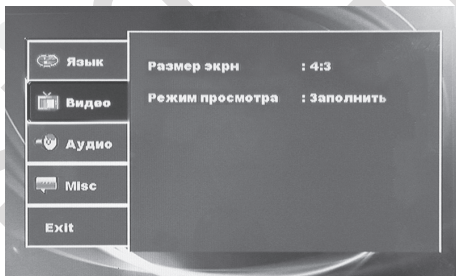 Язык
Видео
Аудио
Misc
Exit
Размер экрн : 4:3
Режим просмотра : Заполнить